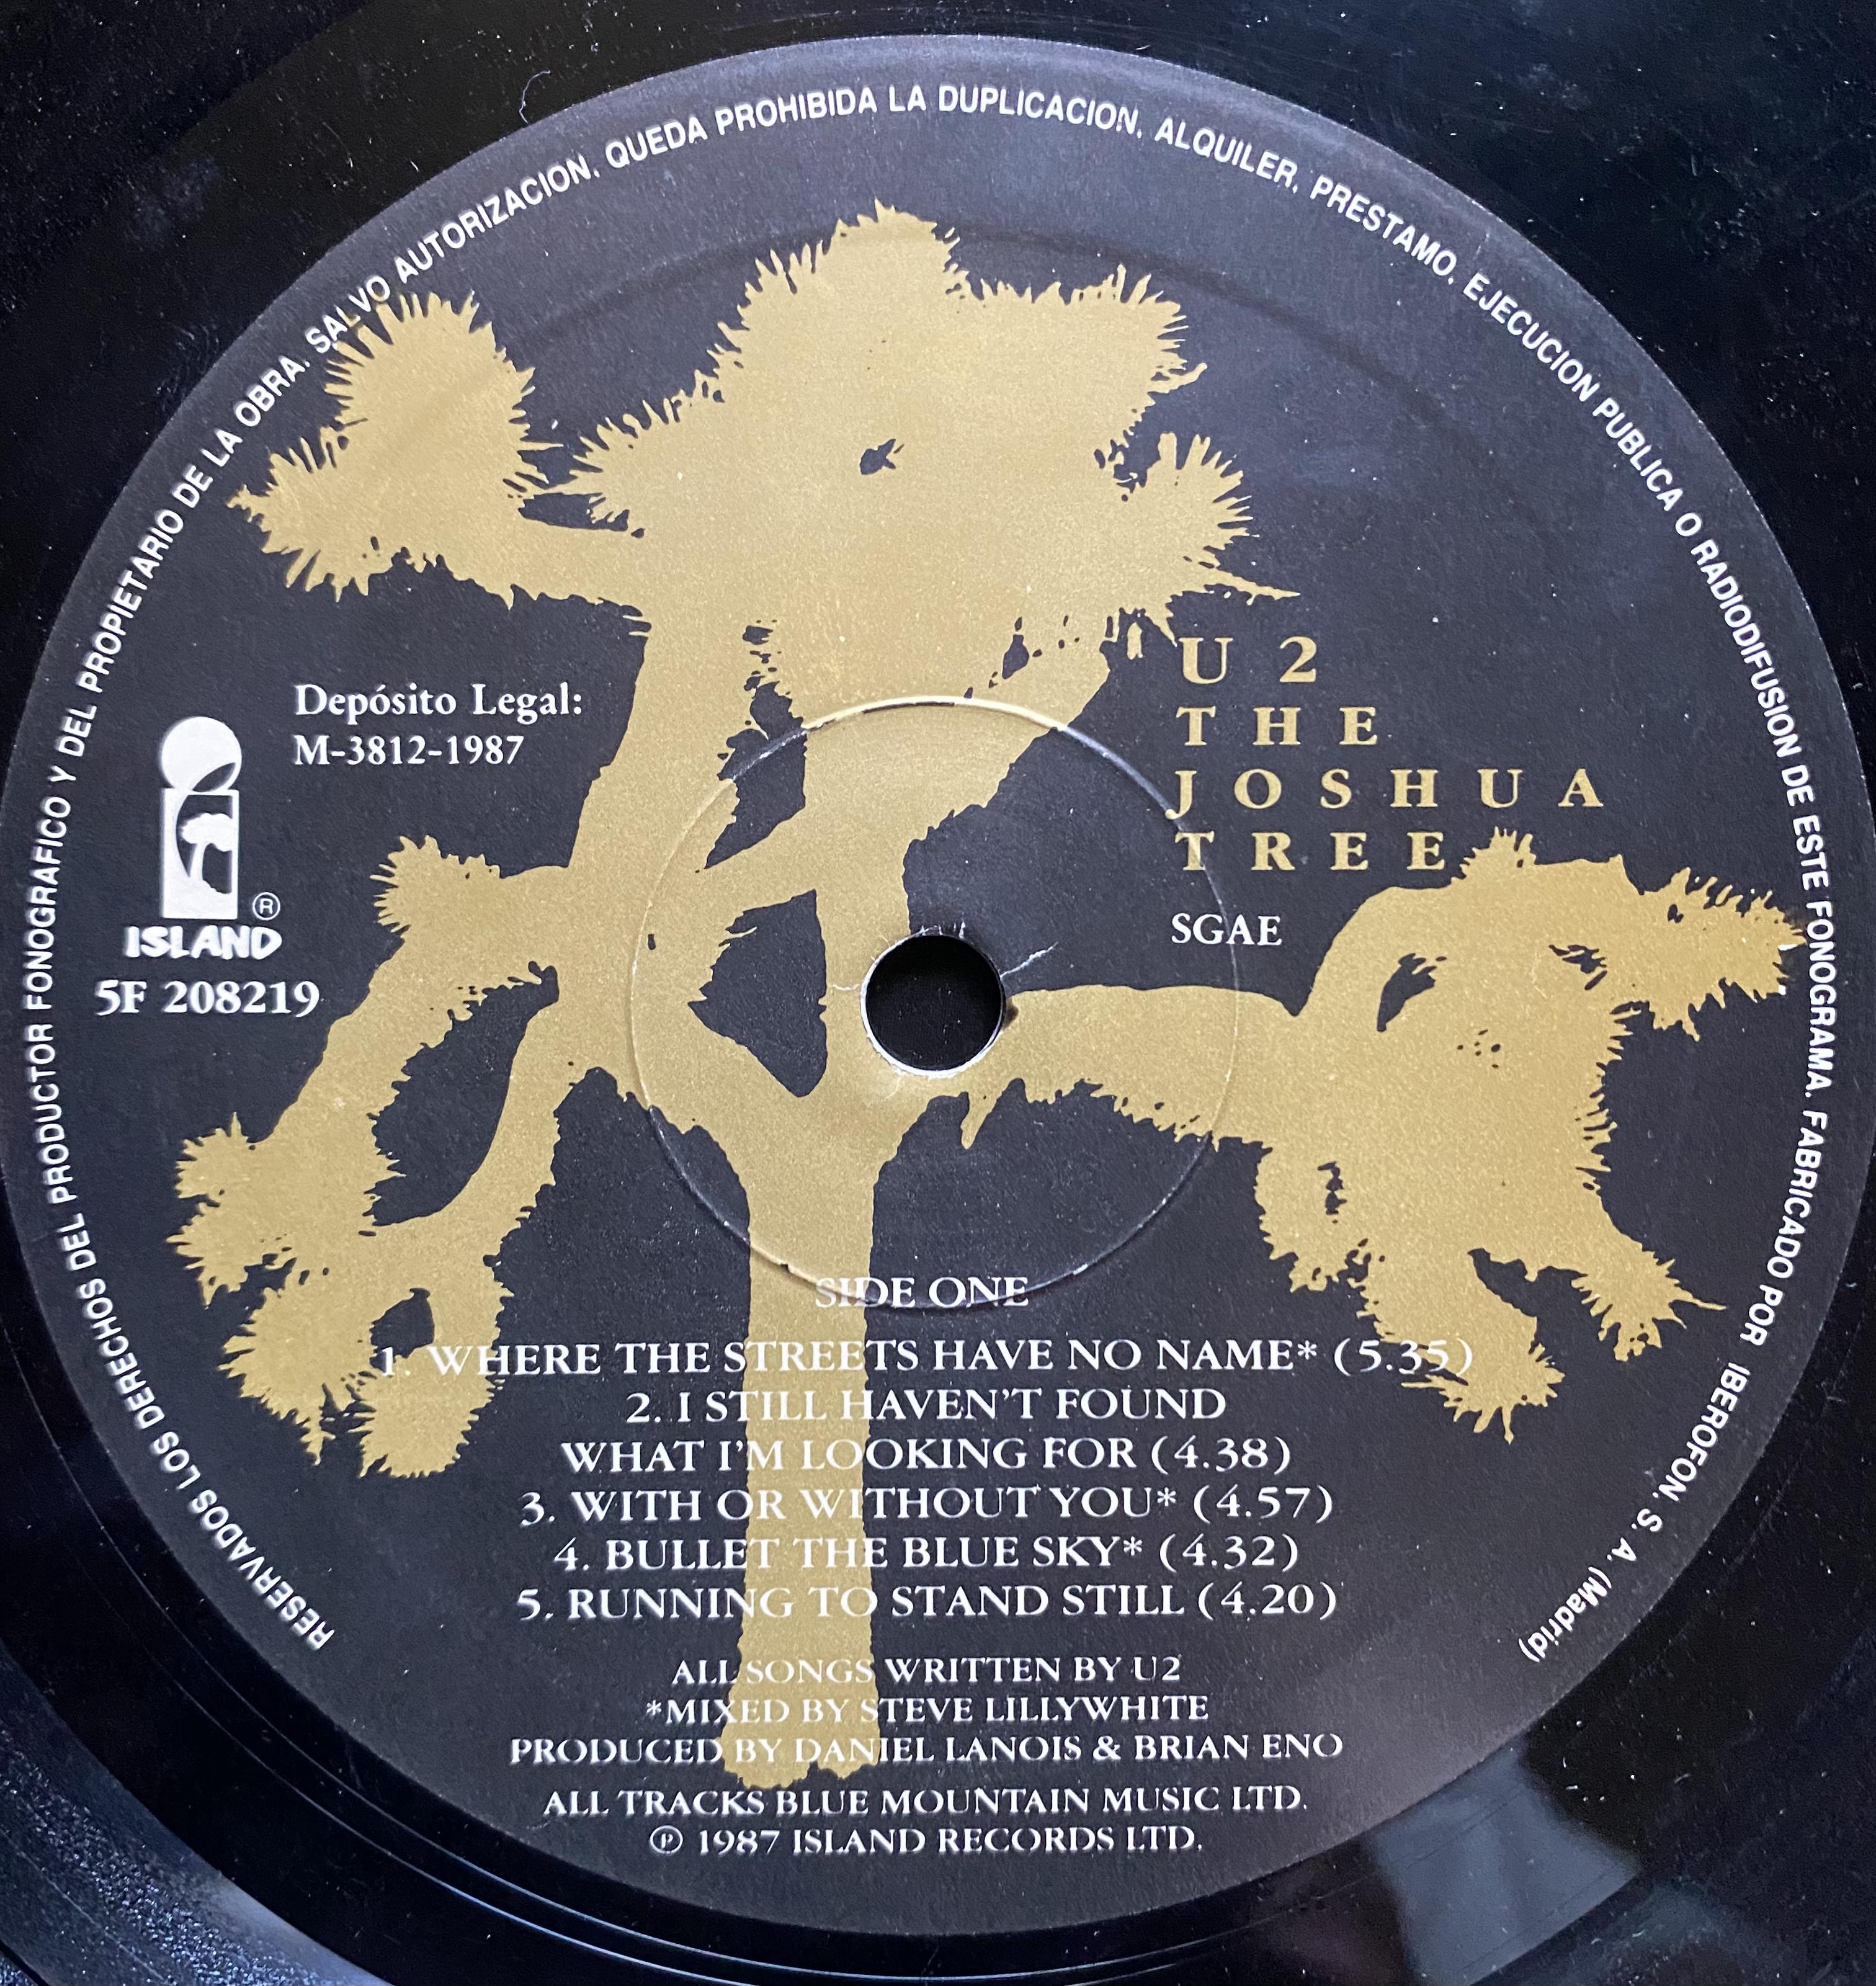 RESERVADOS LOS DERECHOS DEL PRODUCTOR FONOGRAFICO Y DEL PROPIETARIO DE LA OBRA. SALVO AUTORIZACION, QUEDA PROHIBIDA LA DUPLICACION, ALQUILER, PRESTAMO, EJECUCION PUBLICA O RADIODIFUSION DE ESTE FONOGRAMA. FABRICADO POR IBEROFON, S. A. (Madrid)
Depósito Legal:
M-3812-1987
®
ISLAND
5F 208219
U 2
THE
JOSHUA
TREE
SGAE
SIDE ONE
1. WHERE THE STREETS HAVE NO NAME* (5.35)
2. I STILL HAVEN'T FOUND
WHAT I'M LOOKING FOR (4.38)
3. WITH OR WITHOUT YOU* (4.57)
4. BULLET THE BLUE SKY* (4.32)
5. RUNNING TO STAND STILL (4.20)
ALL SONGS WRITTEN BY U2
*MIXED BY STEVE LILLYWHITE
PRODUCED BY DANIEL LANOIS & BRIAN ENO
ALL TRACKS BLUE MOUNTAIN MUSIC LTD.
℗ 1987 ISLAND RECORDS LTD.